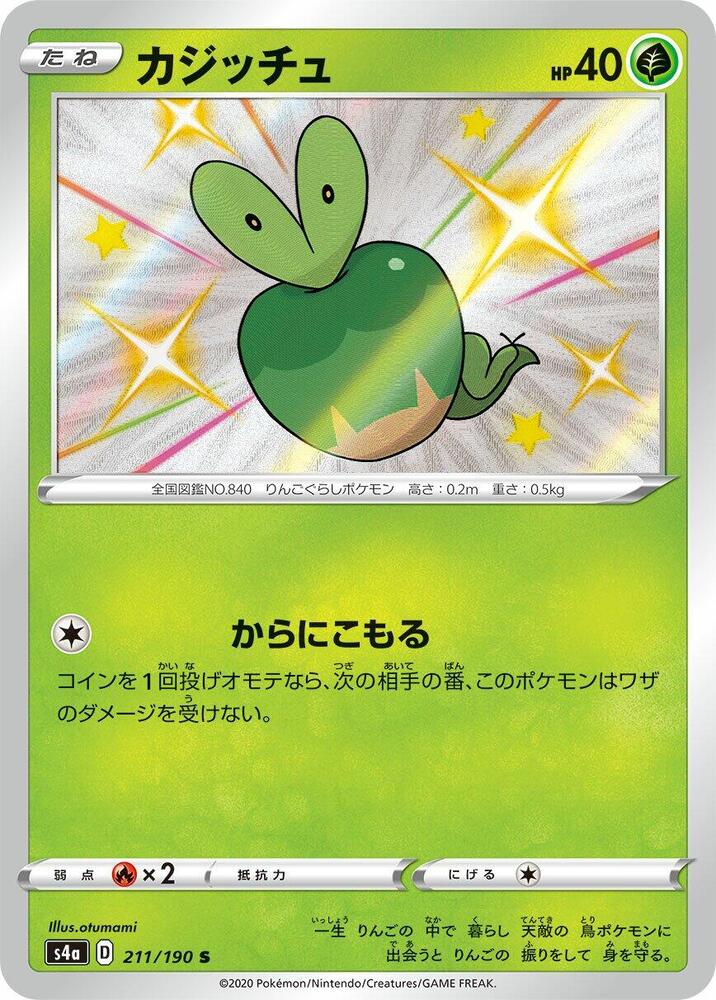 たね カジッチュ HP40
全国図鑑NO.840 りんごぐらしポケモン 高さ:0.2m 重さ:0.5kg
からにこもる
コインを1回投げオモテなら、次の相手の番、このポケモンはワザ
のダメージを受けない。
弱点 ×2 抵抗力 にげる
Illus.otumami
一生 りんごの 中で 暮らし 天敵の 鳥ポケモンに
出会うと りんごの 振りをして 身を守る。
s4a D 211/190 S
©2020 Pokémon/Nintendo/Creatures/GAME FREAK.